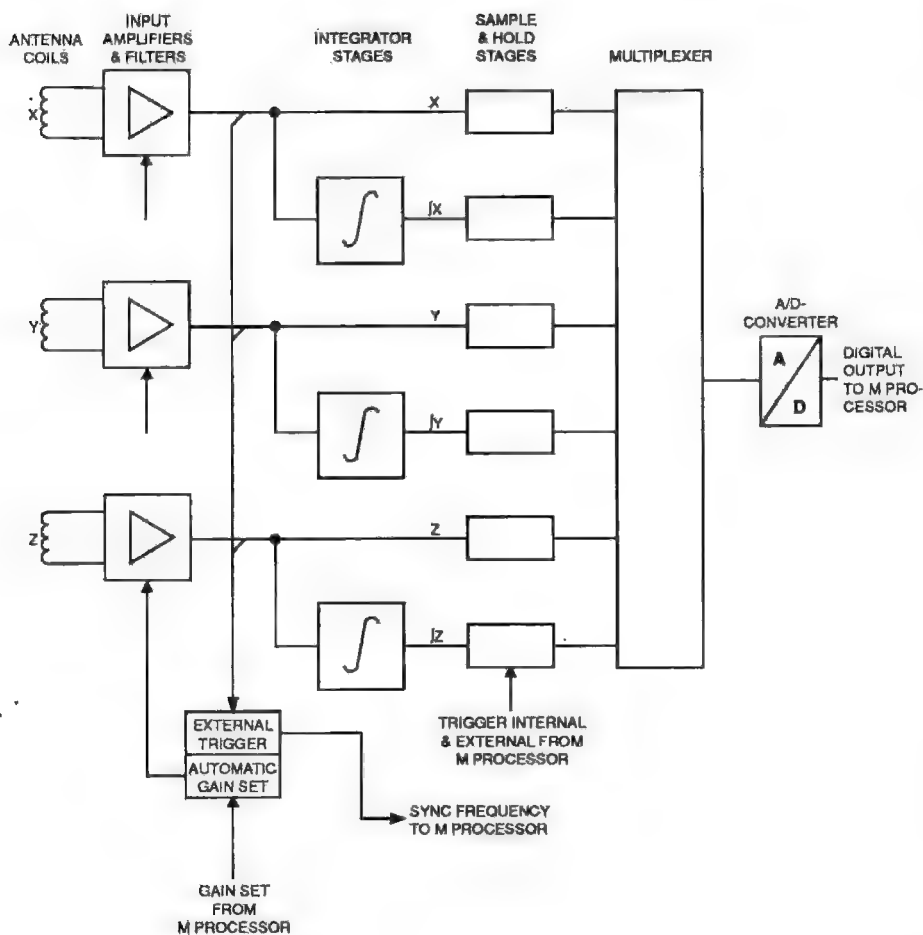 ANTENNA
COILS
INPUT
AMPLIFIERS
& FILTERS
INTEGRATOR
STAGES
SAMPLE
& HOLD
STAGES
MULTIPLEXER
X
X
∫X
Y
Y
∫Y
A/D-
CONVERTER
A
D
DIGITAL
OUTPUT
TO M PRO-
CESSOR
Z
Z
∫Z
EXTERNAL
TRIGGER
AUTOMATIC
GAIN SET
TRIGGER INTERNAL
& EXTERNAL FROM
M PROCESSOR
SYNC FREQUENCY
TO M PROCESSOR
GAIN SET
FROM
M PROCESSOR